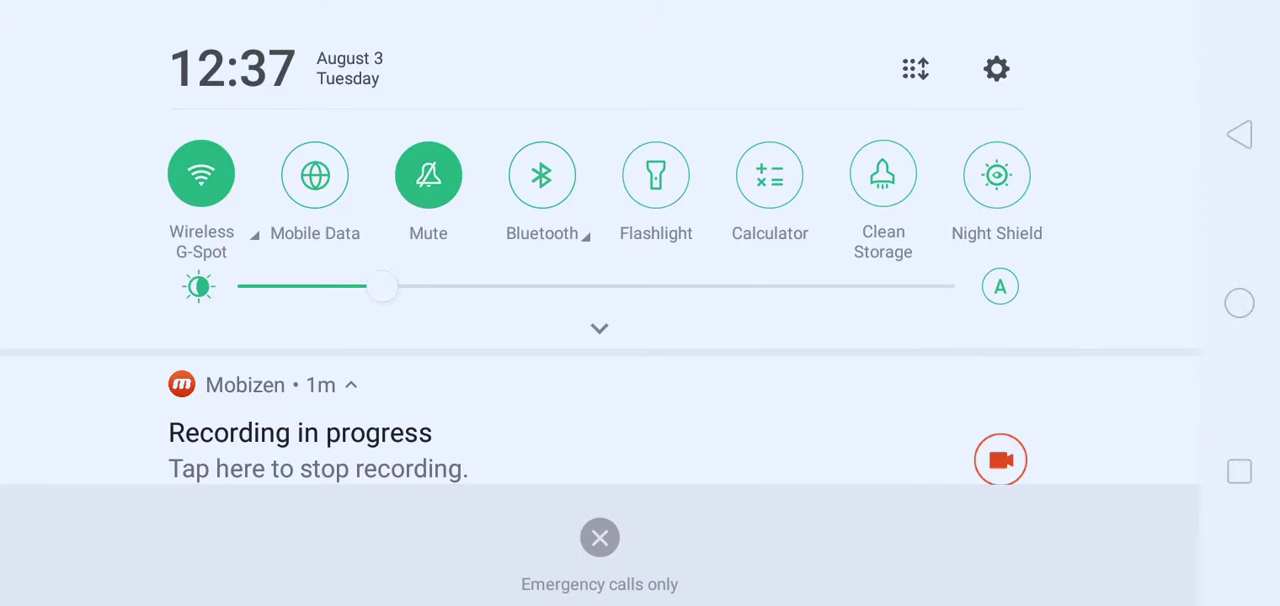 12:37
August 3
Tuesday
Wireless
G-Spot
Mobile Data
Mute
Bluetooth
Flashlight
Calculator
Clean
Storage
Night Shield
A
Mobizen • 1m
Recording in progress
Tap here to stop recording.
Emergency calls only